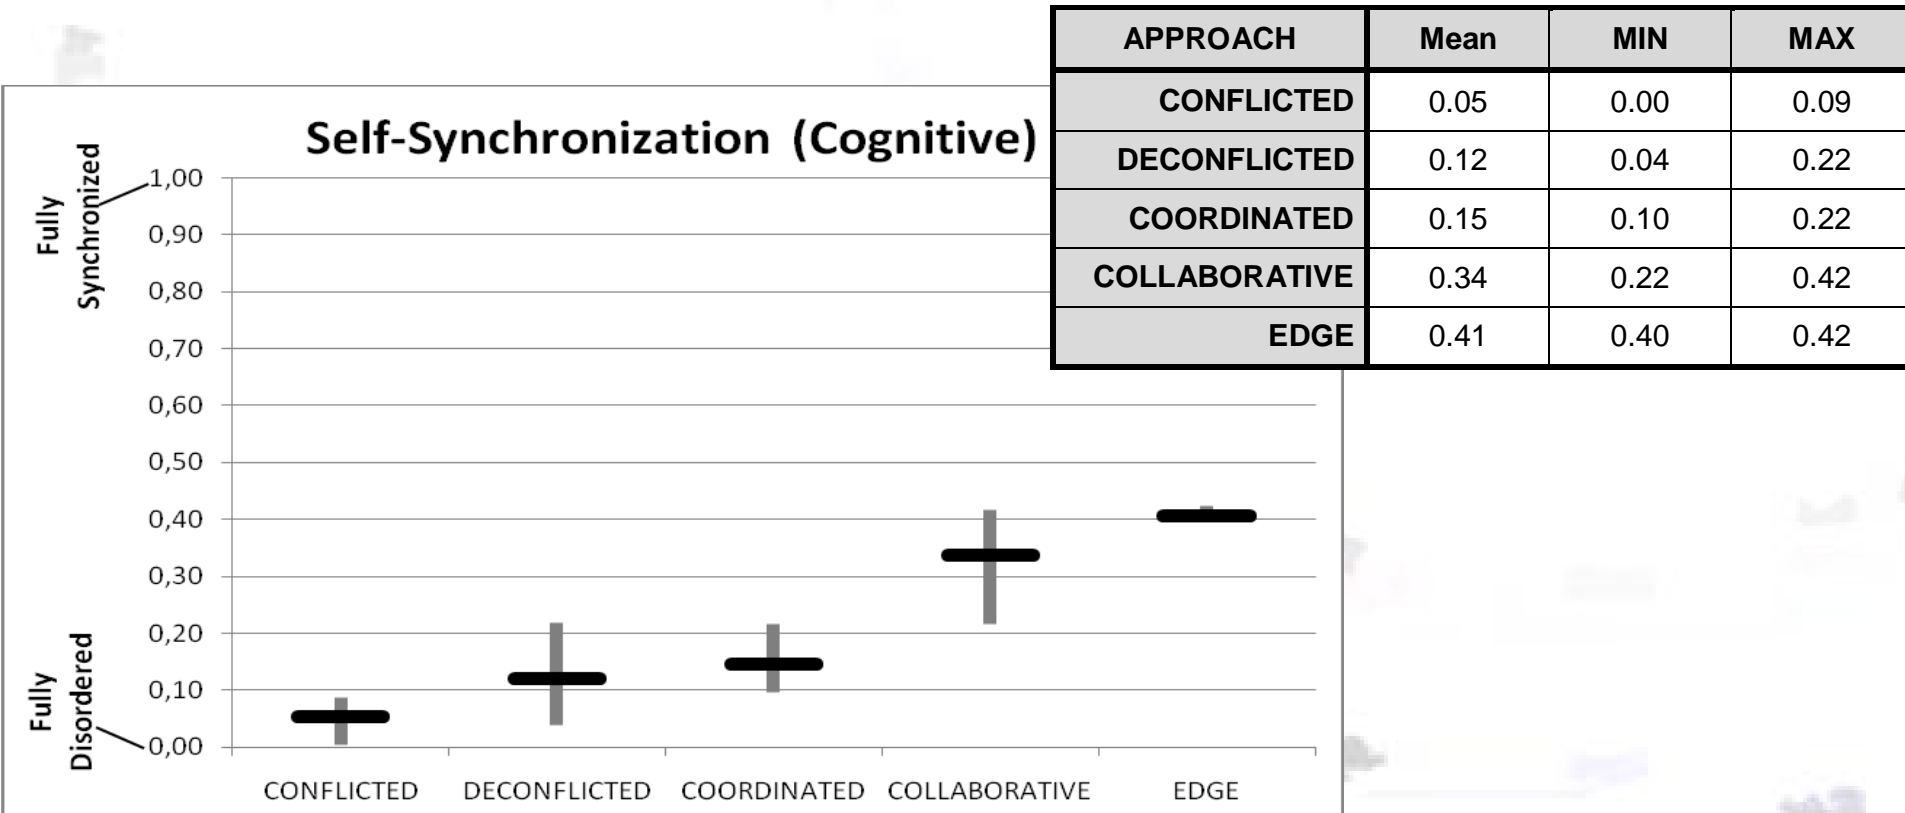 APPROACH Mean MIN MAX
CONFLICTED 0.05 0.00 0.09
DECONFLICTED 0.12 0.04 0.22
COORDINATED 0.15 0.10 0.22
COLLABORATIVE 0.34 0.22 0.42
EDGE 0.41 0.40 0.42
Self-Synchronization (Cognitive)
Fully
Synchronized
1,00
0,90
0,80
0,70
0,60
0,50
0,40
0,30
0,20
0,10
0,00
Fully
Disordered
CONFLICTED DECONFLICTED COORDINATED COLLABORATIVE EDGE